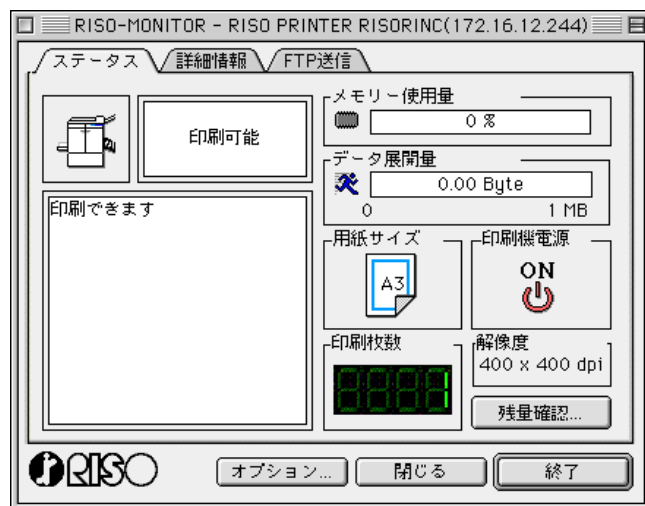 RISO-MONITOR - RISO PRINTER RISORINC(172.16.12.244)
ステータス
詳細情報
FTP送信
印刷可能
印刷できます
メモリー使用量
0 %
データ展開量
0.00 Byte
0 1 MB
用紙サイズ
A3
印刷機電源
ON
印刷枚数
1
解像度
400 x 400 dpi
残量確認...
RISO
オプション...
閉じる
終了